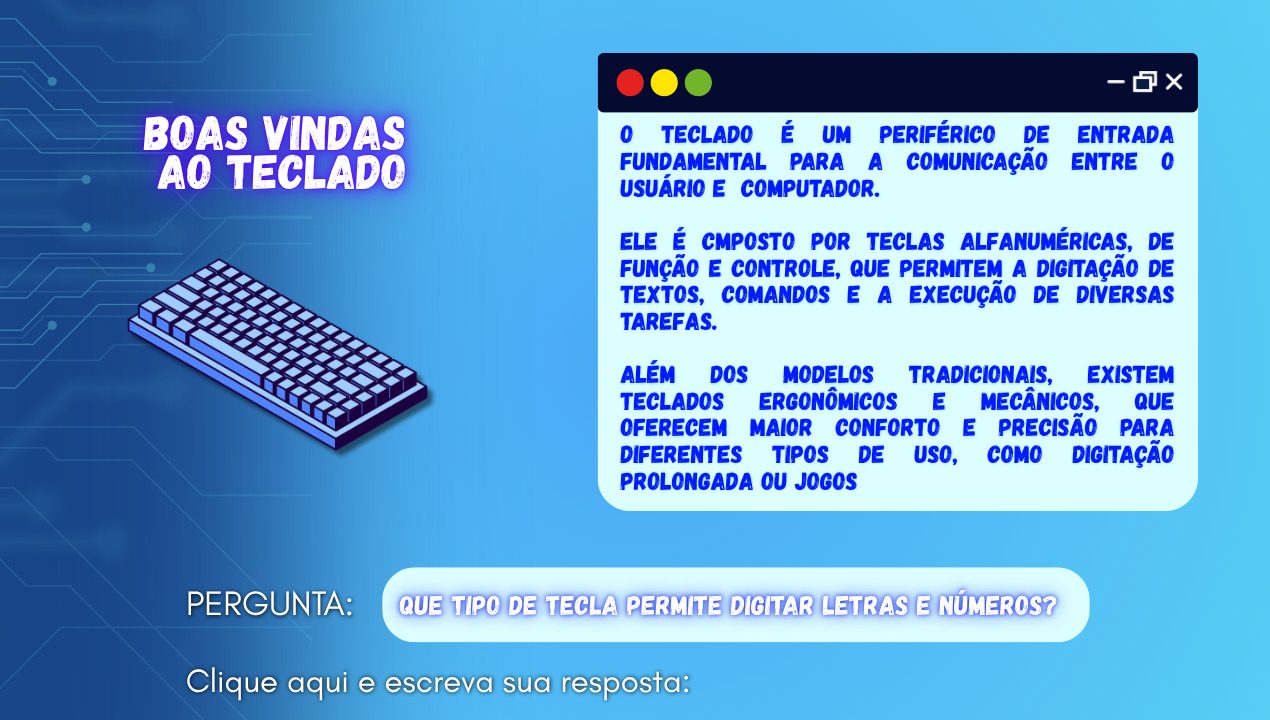 BOAS VINDAS
AO TECLADO
O TECLADO É UM PERIFÉRICO DE ENTRADA
FUNDAMENTAL PARA A COMUNICAÇÃO ENTRE O
USUÁRIO E COMPUTADOR.
ELE É CMPOSTO POR TECLAS ALFANUMÉRICAS, DE
FUNÇÃO E CONTROLE, QUE PERMITEM A DIGITAÇÃO DE
TEXTOS, COMANDOS E A EXECUÇÃO DE DIVERSAS
TAREFAS.
ALÉM DOS MODELOS TRADICIONAIS, EXISTEM
TECLADOS ERGONÔMICOS E MECÂNICOS, QUE
OFERECEM MAIOR CONFORTO E PRECISÃO PARA
DIFERENTES TIPOS DE USO, COMO DIGITAÇÃO
PROLONGADA OU JOGOS
PERGUNTA: QUE TIPO DE TECLA PERMITE DIGITAR LETRAS E NÚMEROS?
Clique aqui e escreva sua resposta: